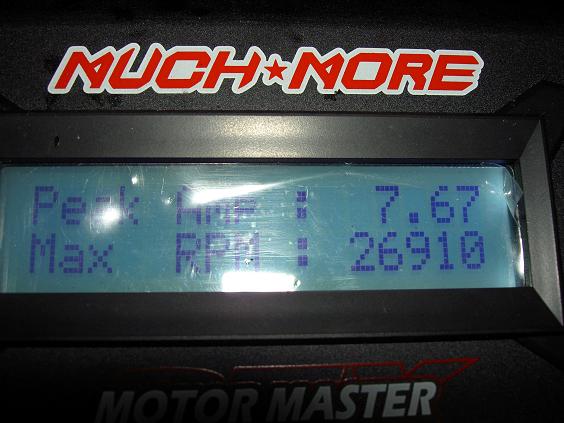 MUCH★MORE
Peak Amp : 7.67
Max RPM : 26910
MOTOR MASTER